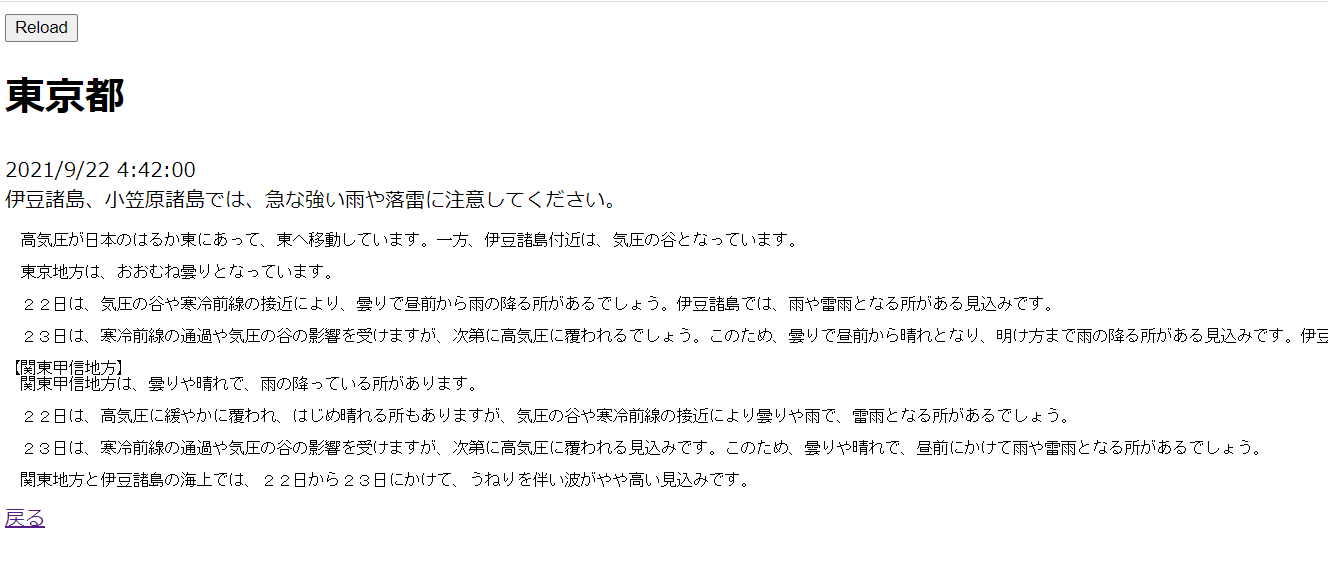 Reload
東京都
2021/9/22 4:42:00
伊豆諸島、小笠原諸島では、急な強い雨や落雷に注意してください。
高気圧が日本のはるか東にあって、東へ移動しています。一方、伊豆諸島付近は、気圧の谷となっています。
東京地方は、おおむね曇りとなっています。
２２日は、気圧の谷や寒冷前線の接近により、曇りで昼前から雨の降る所があるでしょう。伊豆諸島では、雨や雷雨となる所がある見込みです。
２３日は、寒冷前線の通過や気圧の谷の影響を受けますが、次第に高気圧に覆われるでしょう。このため、曇りで昼前から晴れとなり、明け方まで雨の降る所がある見込みです。伊豆
【関東甲信地方】
関東甲信地方は、曇りや晴れで、雨の降っている所があります。
２２日は、高気圧に緩やかに覆われ、はじめ晴れる所もありますが、気圧の谷や寒冷前線の接近により曇りや雨で、雷雨となる所があるでしょう。
２３日は、寒冷前線の通過や気圧の谷の影響を受けますが、次第に高気圧に覆われる見込みです。このため、曇りや晴れで、昼前にかけて雨や雷雨となる所があるでしょう。
関東地方と伊豆諸島の海上では、２２日から２３日にかけて、うねりを伴い波がやや高い見込みです。
戻る